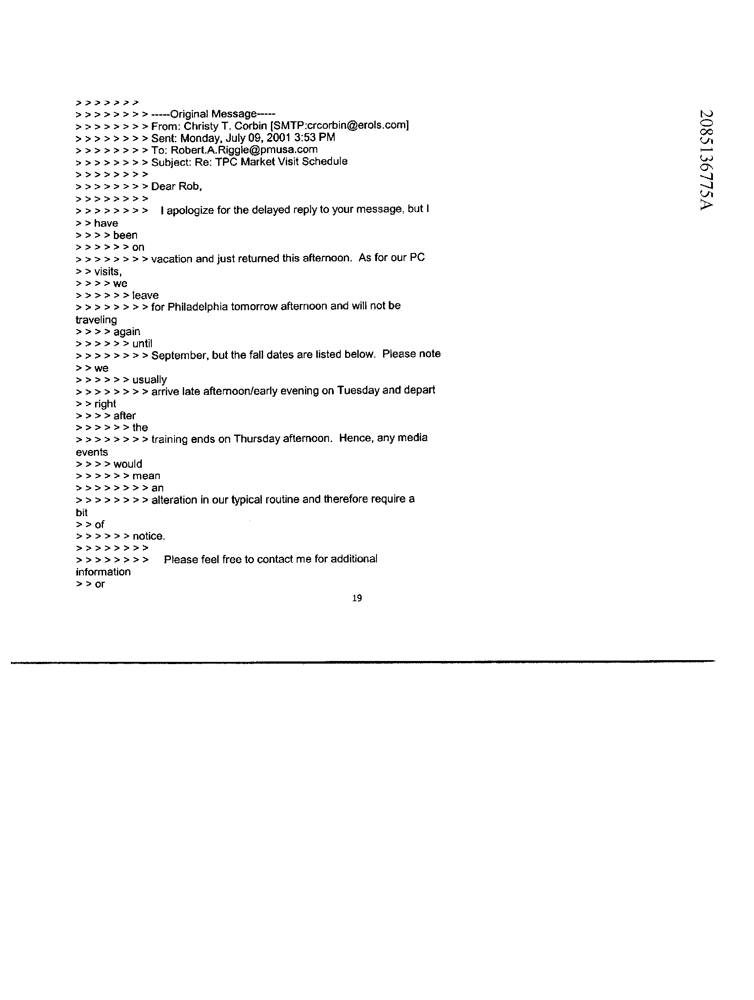 > > > > > > >
> > > > > > > > -----Original Message-----
> > > > > > > > From: Christy T. Corbin [SMTP:crcorbin@erols.com]
> > > > > > > > Sent: Monday, July 09, 2001 3:53 PM
> > > > > > > > To: Robert.A.Riggle@pmusa.com
> > > > > > > > Subject: Re: TPC Market Visit Schedule
> > > > > > > > >
> > > > > > > > Dear Rob,
> > > > > > > > >
> > > > > > > > > I apologize for the delayed reply to your message, but I
> > have
> > > > been
> > > > > > on
> > > > > > > > vacation and just returned this afternoon. As for our PC
> > visits,
> > > > we
> > > > > > leave
> > > > > > > > for Philadelphia tomorrow afternoon and will not be
traveling
> > > > again
> > > > > > until
> > > > > > > > September, but the fall dates are listed below. Please note
> > we
> > > > > > usually
> > > > > > > > arrive late afternoon/early evening on Tuesday and depart
> > right
> > > > after
> > > > > > the
> > > > > > > > training ends on Thursday afternoon. Hence, any media
events
> > > > would
> > > > > > mean
> > > > > > > > an
> > > > > > > > alteration in our typical routine and therefore require a
bit
> > of
> > > > > > notice.
> > > > > > > > >
> > > > > > > > > Please feel free to contact me for additional
information
> > or
19
2085136775A